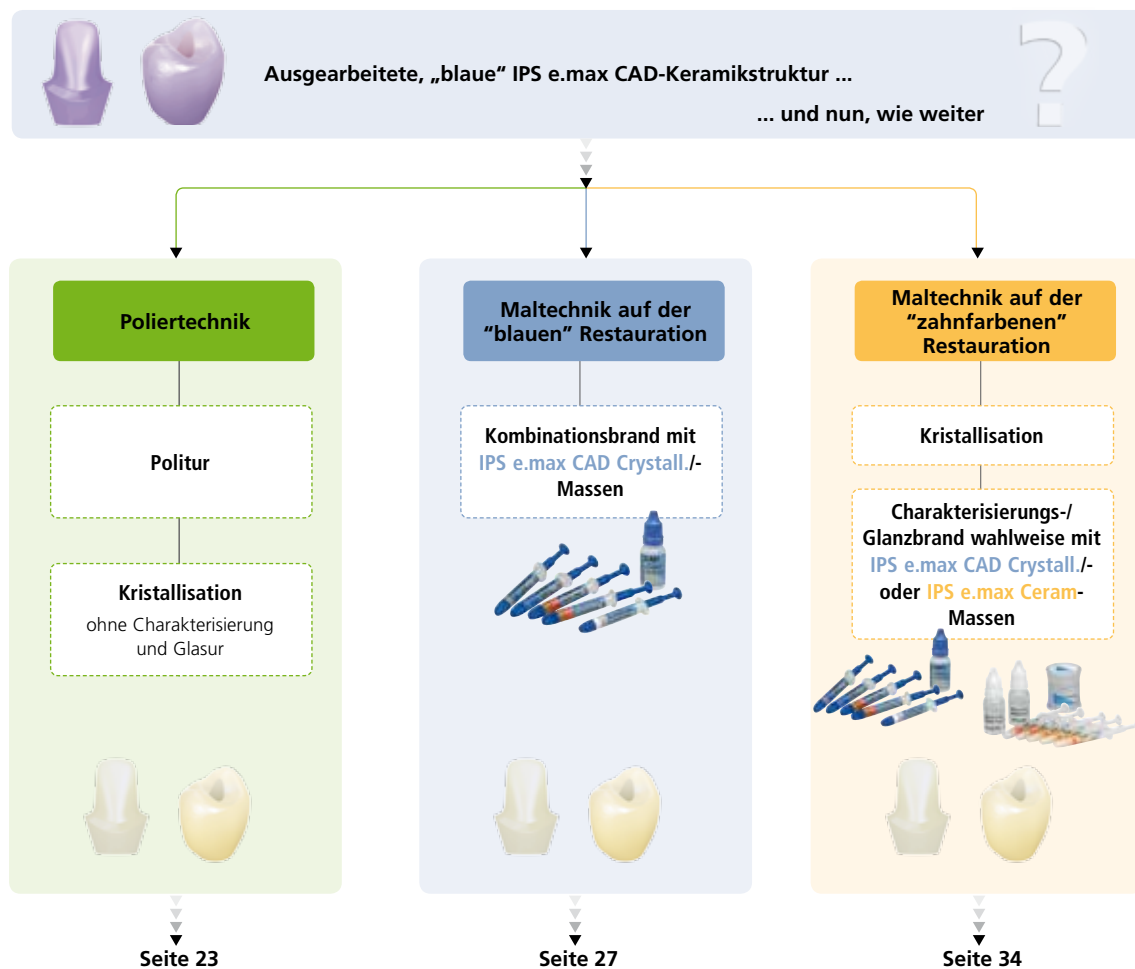 Ausgearbeitete, „blaue“ IPS e.max CAD-Keramikstruktur ...
... und nun, wie weiter
?
Poliertechnik
Politur
Kristallisation
ohne Charakterisierung
und Glasur
Seite 23
Maltechnik auf der
“blauen” Restauration
Kombinationsbrand mit
IPS e.max CAD Crystall./-
Massen
Seite 27
Maltechnik auf der
“zahnfarbenen”
Restauration
Kristallisation
Charakterisierungs-/
Glanzbrand wahlweise mit
IPS e.max CAD Crystall./-
oder IPS e.max Ceram-
Massen
Seite 34